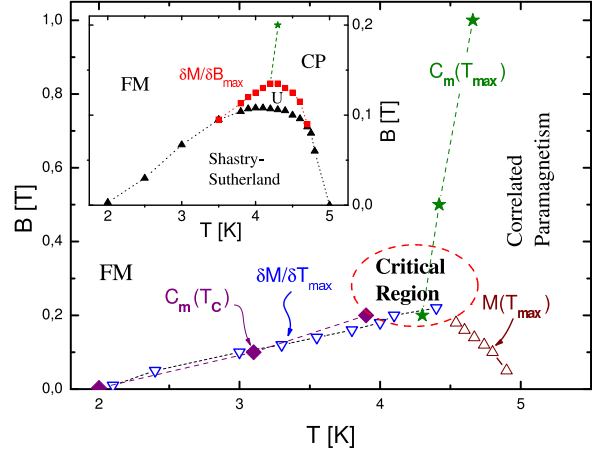 1,0
0,8
0,6
0,4
0,2
0,0
B [T]
2
3
4
5
T [K]
FM
C_m(T_C)
δM/δT_max
Critical
Region
M(T_max)
C_m(T_max)
Correlated
Paramagnetism
FM
δM/δB_max
CP
U
Shastry-
Sutherland
0,2
0,1
0,0
B [T]
2
3
4
5
T [K]